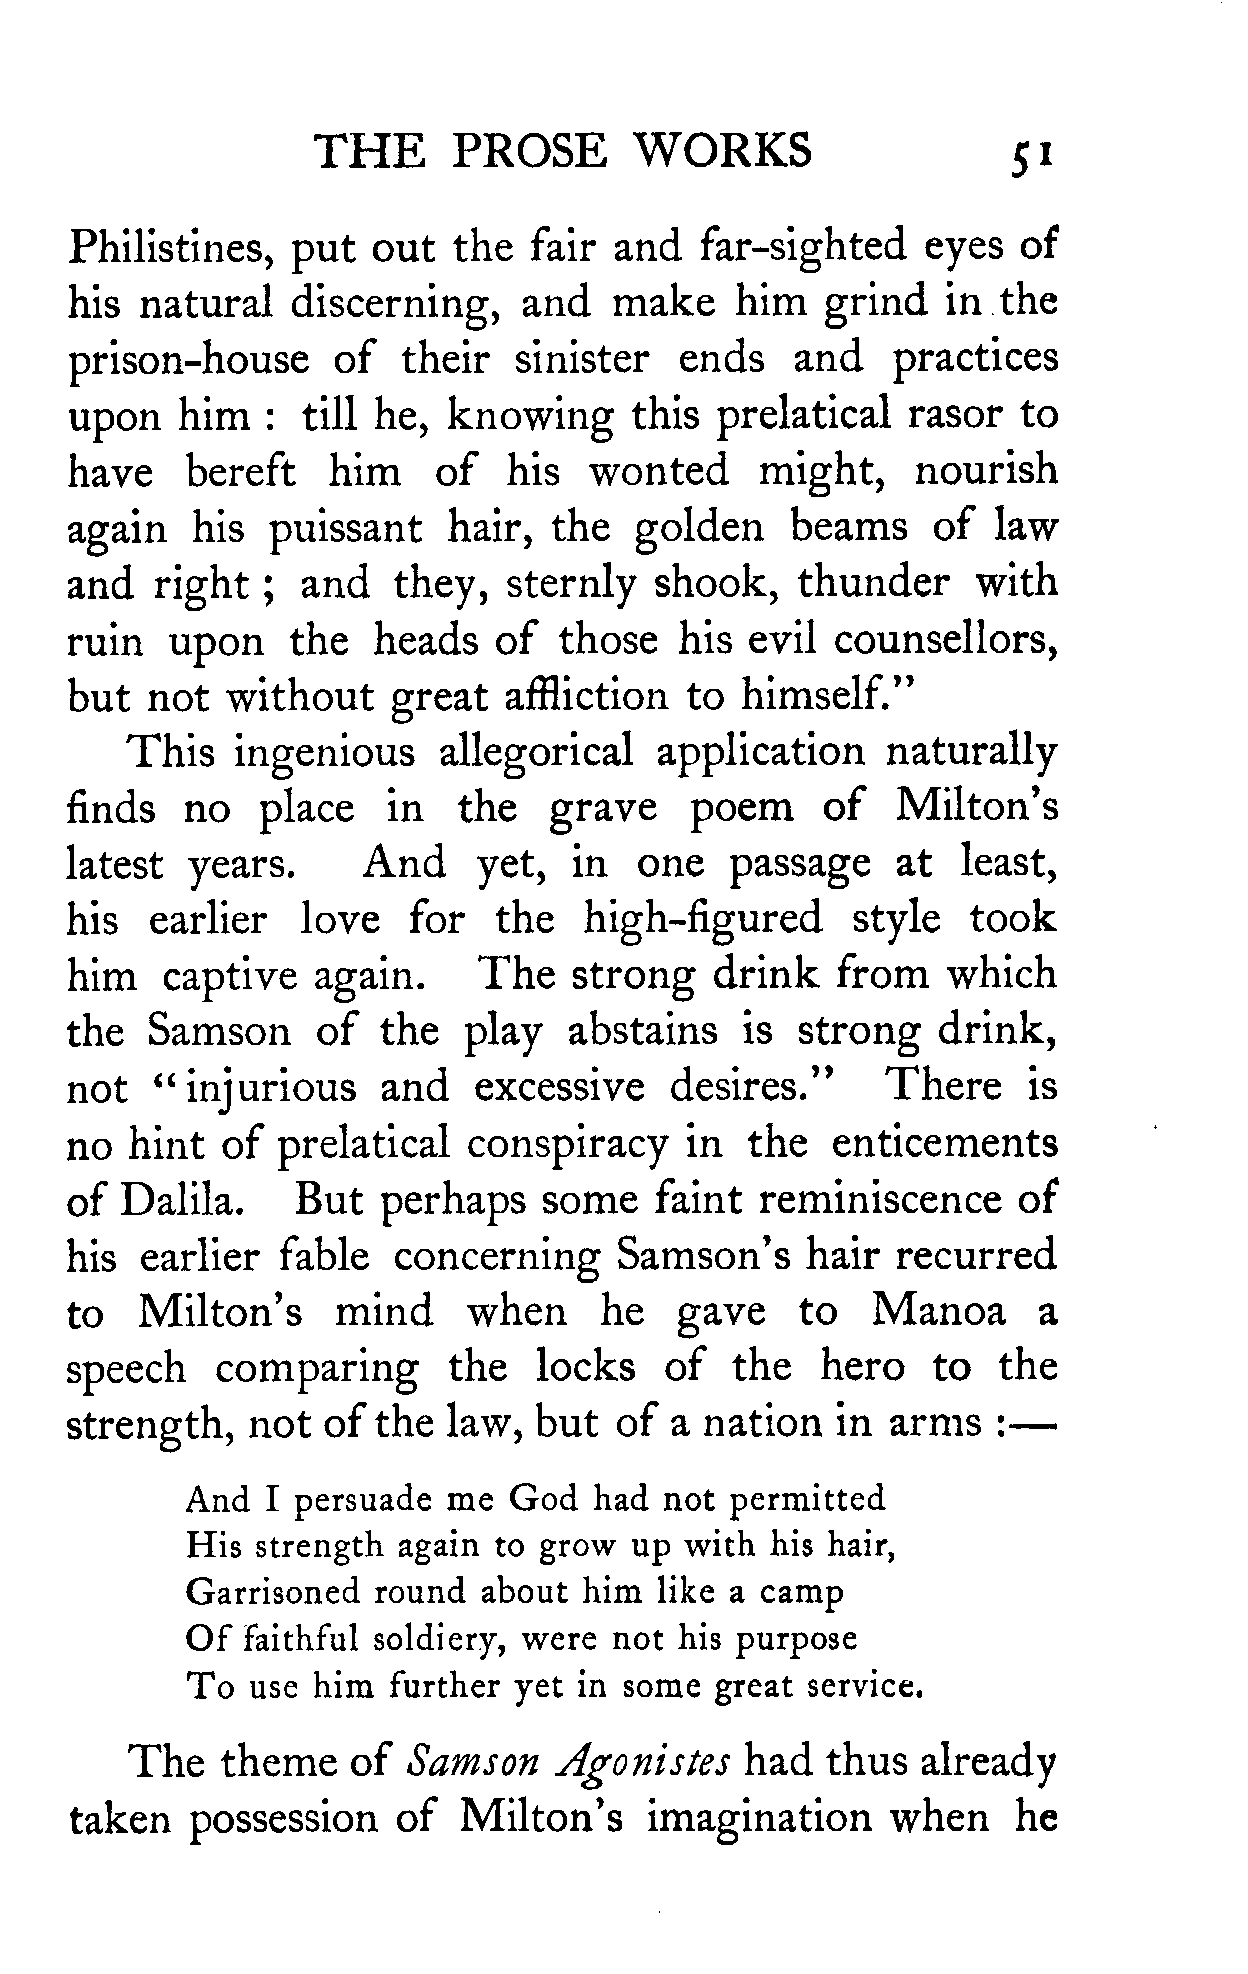 THE PROSE WORKS 51
Philistines, put out the fair and far-sighted eyes of
his natural discerning, and make him grind in the
prison-house of their sinister ends and practices
upon him : till he, knowing this prelatical rasor to
have bereft him of his wonted might, nourish
again his puissant hair, the golden beams of law
and right ; and they, sternly shook, thunder with
ruin upon the heads of those his evil counsellors,
but not without great affliction to himself."
This ingenious allegorical application naturally
finds no place in the grave poem of Milton's
latest years. And yet, in one passage at least,
his earlier love for the high-figured style took
him captive again. The strong drink from which
the Samson of the play abstains is strong drink,
not "injurious and excessive desires." There is
no hint of prelatical conspiracy in the enticements
of Dalila. But perhaps some faint reminiscence of
his earlier fable concerning Samson's hair recurred
to Milton's mind when he gave to Manoa a
speech comparing the locks of the hero to the
strength, not of the law, but of a nation in arms :—
And I persuade me God had not permitted
His strength again to grow up with his hair,
Garrisoned round about him like a camp
Of faithful soldiery, were not his purpose
To use him further yet in some great service.
The theme of Samson Agonistes had thus already
taken possession of Milton's imagination when he